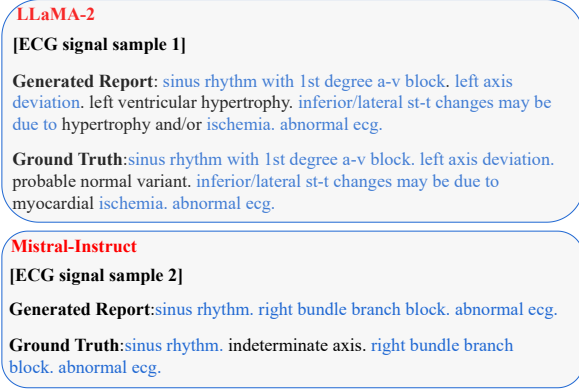 LLaMA-2
[ECG signal sample 1]
Generated Report: sinus rhythm with 1st degree a-v block. left axis
deviation. left ventricular hypertrophy. inferior/lateral st-t changes may be
due to hypertrophy and/or ischemia. abnormal ecg.
Ground Truth:sinus rhythm with 1st degree a-v block. left axis deviation.
probable normal variant. inferior/lateral st-t changes may be due to
myocardial ischemia. abnormal ecg.
Mistral-Instruct
[ECG signal sample 2]
Generated Report:sinus rhythm. right bundle branch block. abnormal ecg.
Ground Truth:sinus rhythm. indeterminate axis. right bundle branch
block. abnormal ecg.